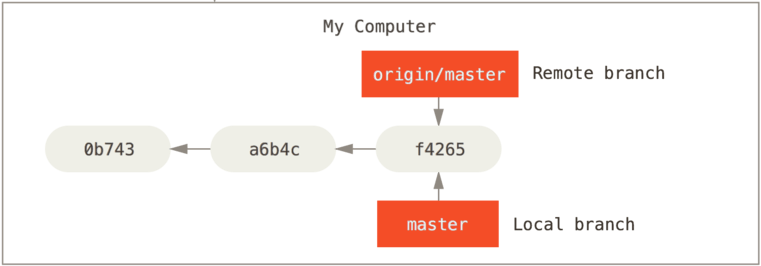 My Computer
origin/master Remote branch
0b743 a6b4c f4265
master Local branch